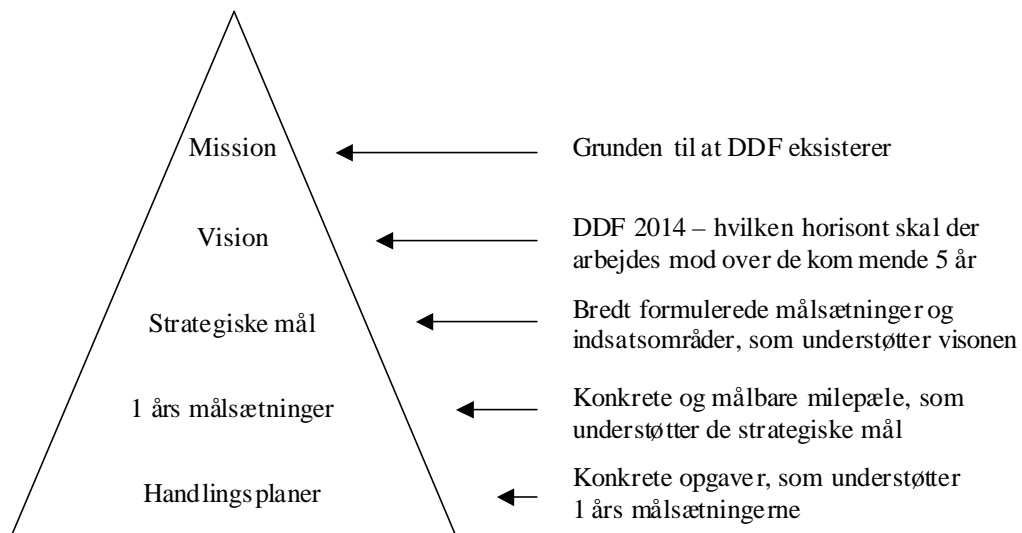 Mission
Grunden til at DDF eksisterer
Vision
DDF 2014 – hvilken horisont skal der
arbejdes mod over de kommende 5 år
Strategiske mål
Bredt formulerede målsætninger og
indsatsområder, som understøtter visonen
1 års målsætninger
Konkrete og målbare milepæle, som
understøtter de strategiske mål
Handlingsplaner
Konkrete opgaver, som understøtter
1 års målsætningerne